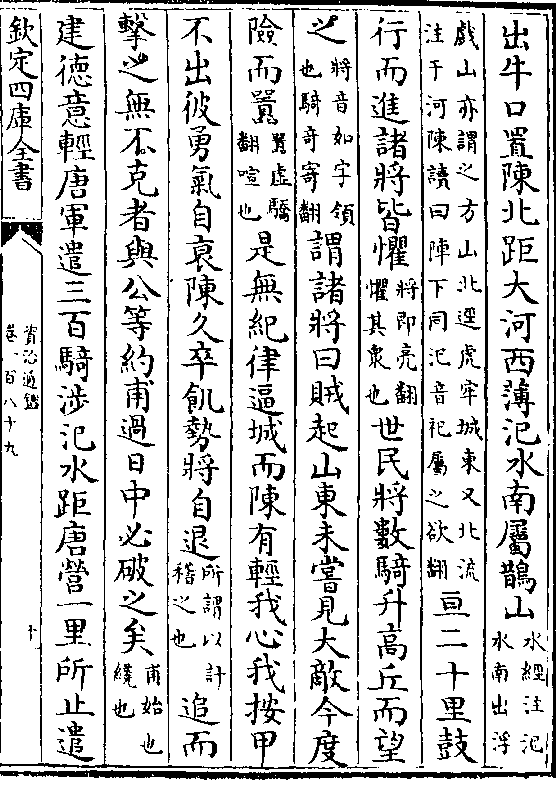 出牛口置陳北距大河西薄汜水南屬鵲山水經注汜水南出浮
戲山亦謂之方山北逕虎牢城東又北流注于河陳讀曰陣下同汜音祀屬之欲翻亘二十里鼓
行而進諸將皆懼將即亮翻懼其衆也世民將數騎升高丘而望
之將音如字領也騎奇寄翻謂諸將曰賊起山東未嘗見大敵今度
險而囂囂虛驕翻喧也是無紀律逼城而陳有輕我心我按甲
不出彼勇氣自衰陳久卒飢勢將自退所謂以計稽之也追而
擊之無不克者與公等約甫過日中必破之矣甫始也纔也
建德意輕唐軍遣三百騎涉汜水距唐營一里所止遣
欽定四庫全書
資治通鑑
卷一百八十九
十